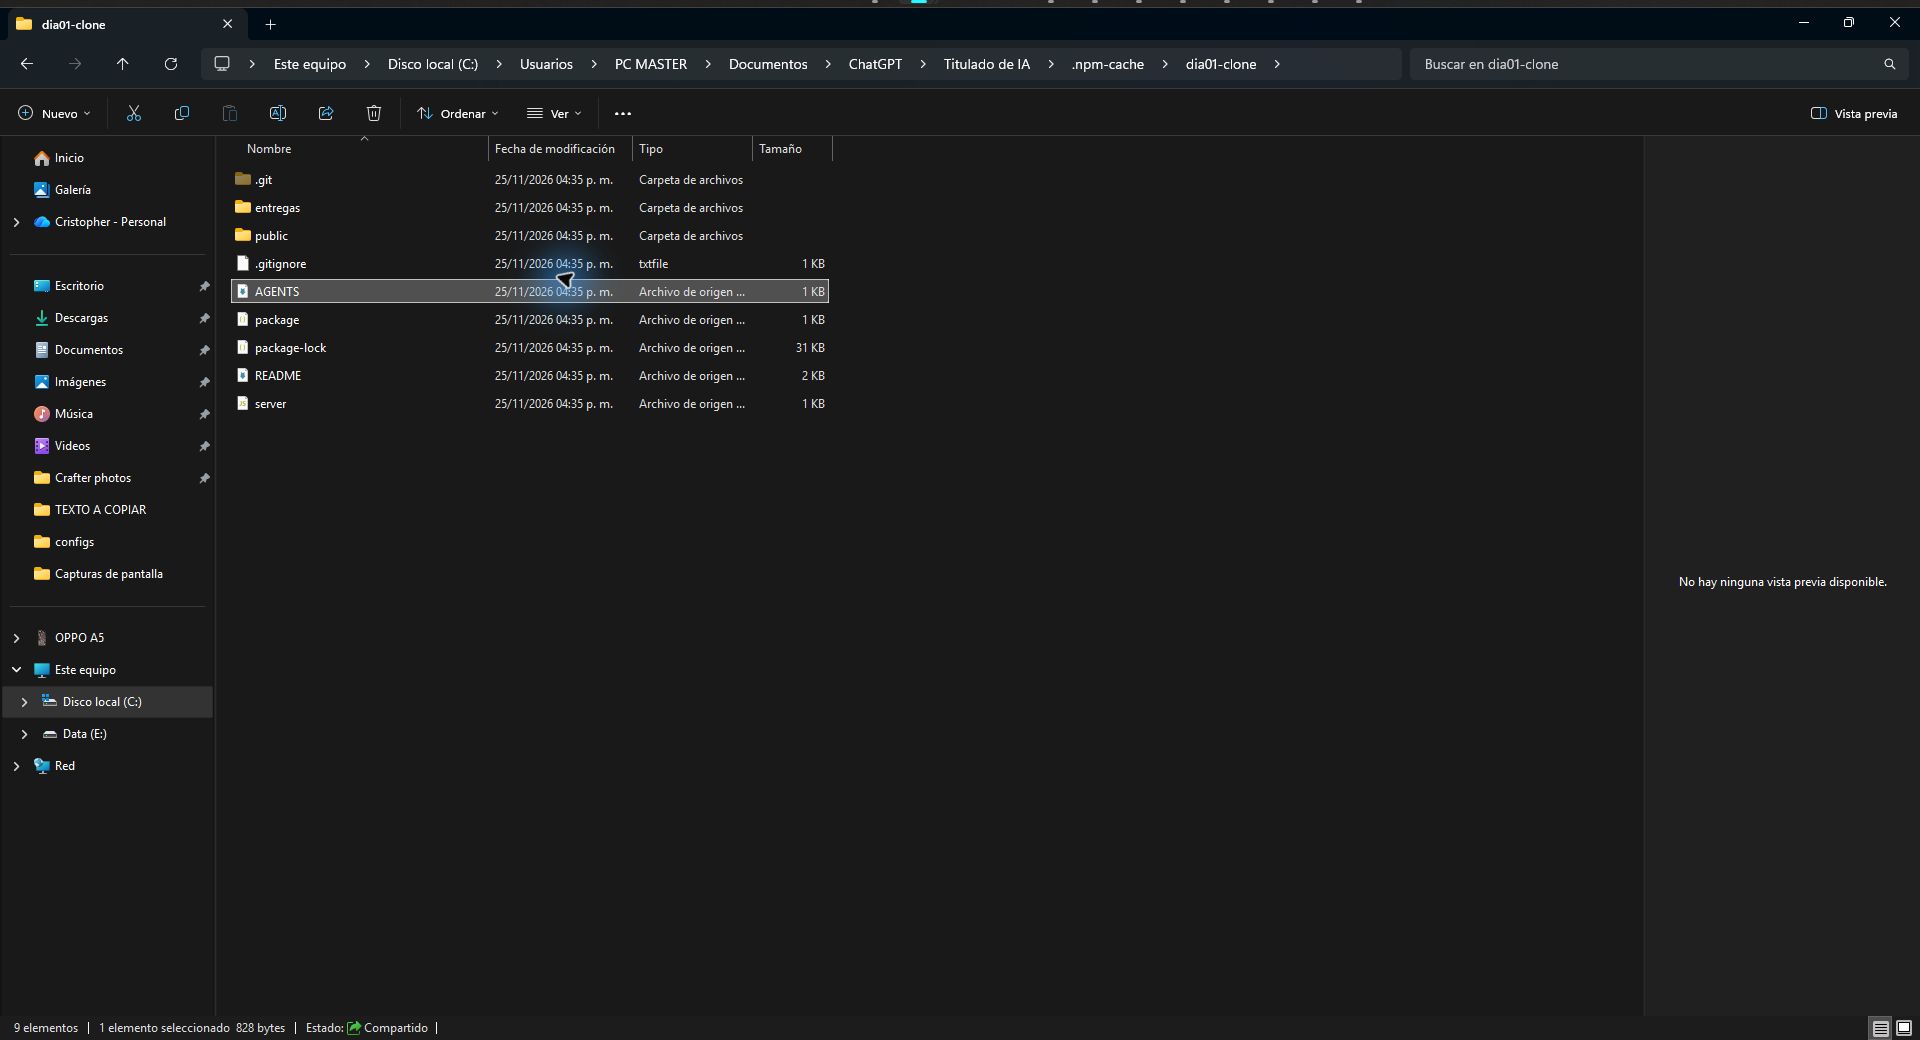 dia01-clone
Este equipo > Disco local (C:) > Usuarios > PC MASTER > Documentos > ChatGPT > Titulado de IA > .npm-cache > dia01-clone >
Buscar en dia01-clone
Nuevo
Ordenar
Ver
Vista previa
Nombre Fecha de modificación Tipo Tamaño
.git 25/11/2026 04:35 p. m. Carpeta de archivos
entregas 25/11/2026 04:35 p. m. Carpeta de archivos
public 25/11/2026 04:35 p. m. Carpeta de archivos
.gitignore 25/11/2026 04:35 p. m. txtfile 1 KB
AGENTS 25/11/2026 04:35 p. m. Archivo de origen ... 1 KB
package 25/11/2026 04:35 p. m. Archivo de origen ... 1 KB
package-lock 25/11/2026 04:35 p. m. Archivo de origen ... 31 KB
README 25/11/2026 04:35 p. m. Archivo de origen ... 2 KB
server 25/11/2026 04:35 p. m. Archivo de origen ... 1 KB
Inicio
Galería
Cristopher - Personal
Escritorio
Descargas
Documentos
Imágenes
Música
Videos
Crafter photos
TEXTO A COPIAR
configs
Capturas de pantalla
OPPO A5
Este equipo
Disco local (C:)
Data (E:)
Red
No hay ninguna vista previa disponible.
9 elementos | 1 elemento seleccionado 828 bytes | Estado: Compartido |